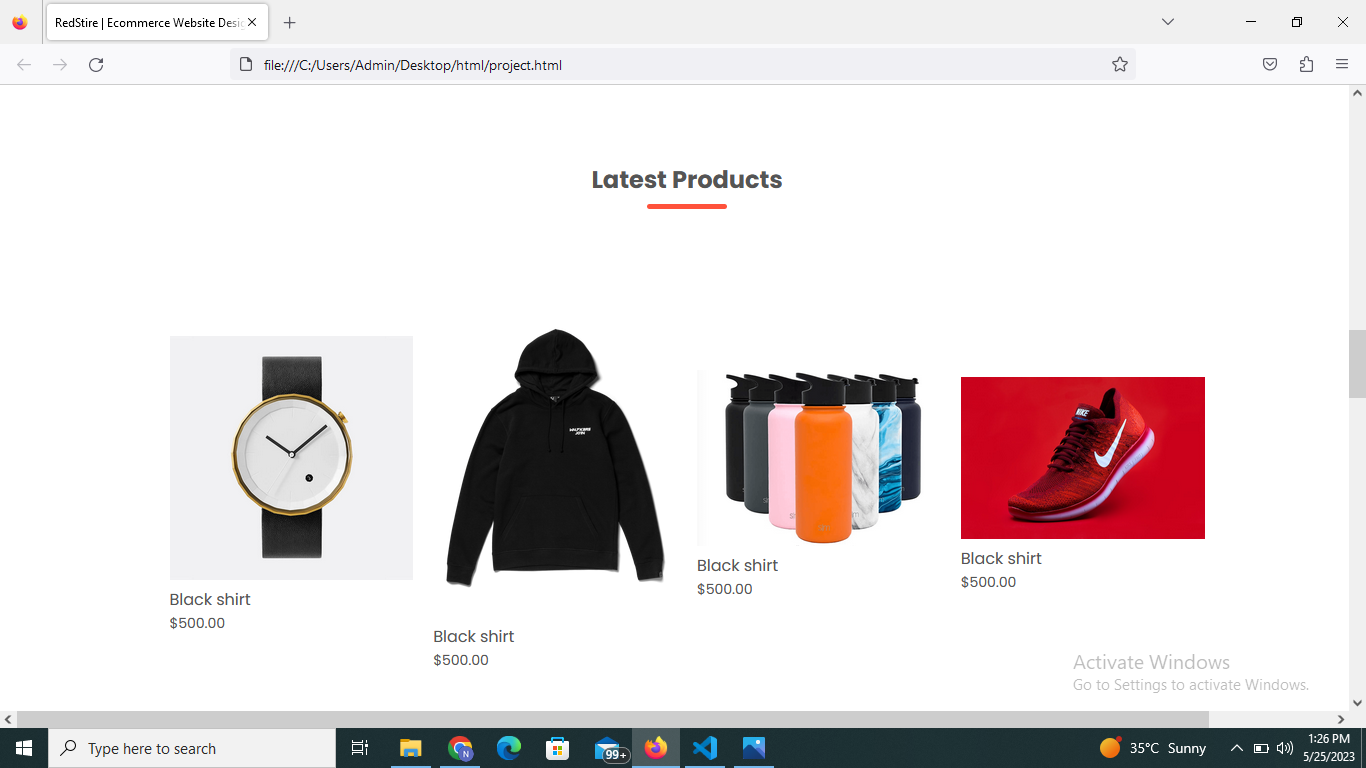 RedStire | Ecommerce Website Desig
file:///C:/Users/Admin/Desktop/html/project.html
Latest Products
NIKE
Black shirt
$500.00
Black shirt
$500.00
Black shirt
$500.00
Black shirt
$500.00
Activate Windows
Go to Settings to activate Windows.
Type here to search
N
99+
35°C Sunny
1:26 PM
5/25/2023